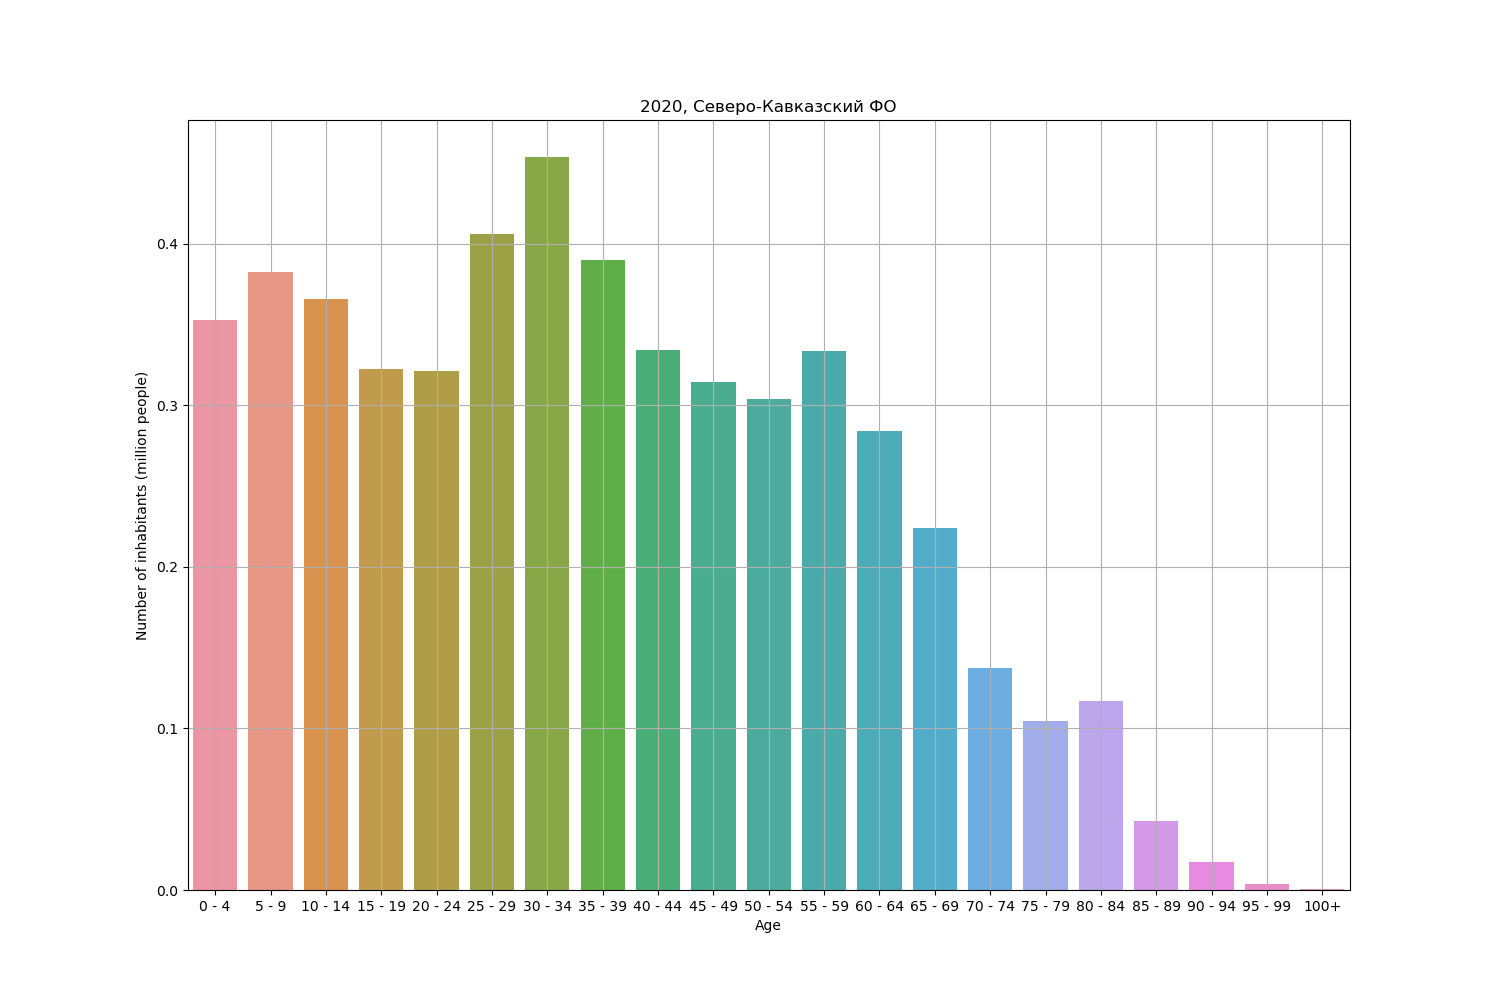 2020, Северо-Кавказский ФО
Number of inhabitants (million people)
0.4
0.3
0.2
0.1
0.0
0 - 4 5 - 9 10 - 14 15 - 19 20 - 24 25 - 29 30 - 34 35 - 39 40 - 44 45 - 49 50 - 54 55 - 59 60 - 64 65 - 69 70 - 74 75 - 79 80 - 84 85 - 89 90 - 94 95 - 99 100+
Age